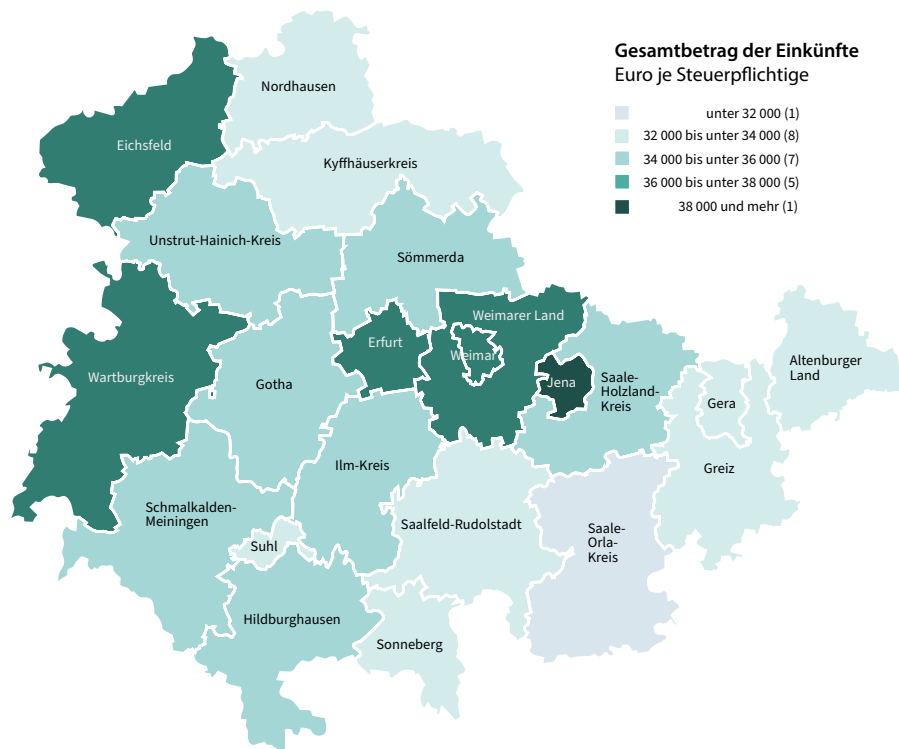 Gesamtbetrag der Einkünfte
Euro je Steuerpflichtige
unter 32 000 (1)
32 000 bis unter 34 000 (8)
34 000 bis unter 36 000 (7)
36 000 bis unter 38 000 (5)
38 000 und mehr (1)
Nordhausen
Eichsfeld
Kyffhäuserkreis
Unstrut-Hainich-Kreis
Sömmerda
Weimarer Land
Erfurt
Weimar
Wartburgkreis
Gotha
Jena
Saale-
Holzland-
Kreis
Altenburger
Land
Gera
Greiz
Ilm-Kreis
Schmalkalden-
Meiningen
Saalfeld-Rudolstadt
Saale-
Orla-
Kreis
Suhl
Hildburghausen
Sonneberg